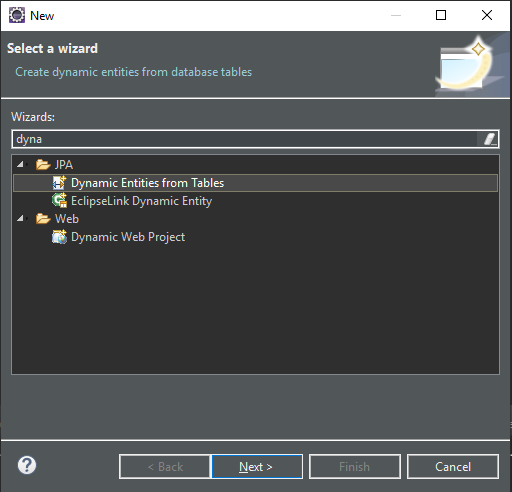 New
Select a wizard
Create dynamic entities from database tables
Wizards:
dyna
JPA
Dynamic Entities from Tables
EclipseLink Dynamic Entity
Web
Dynamic Web Project
? < Back Next > Finish Cancel